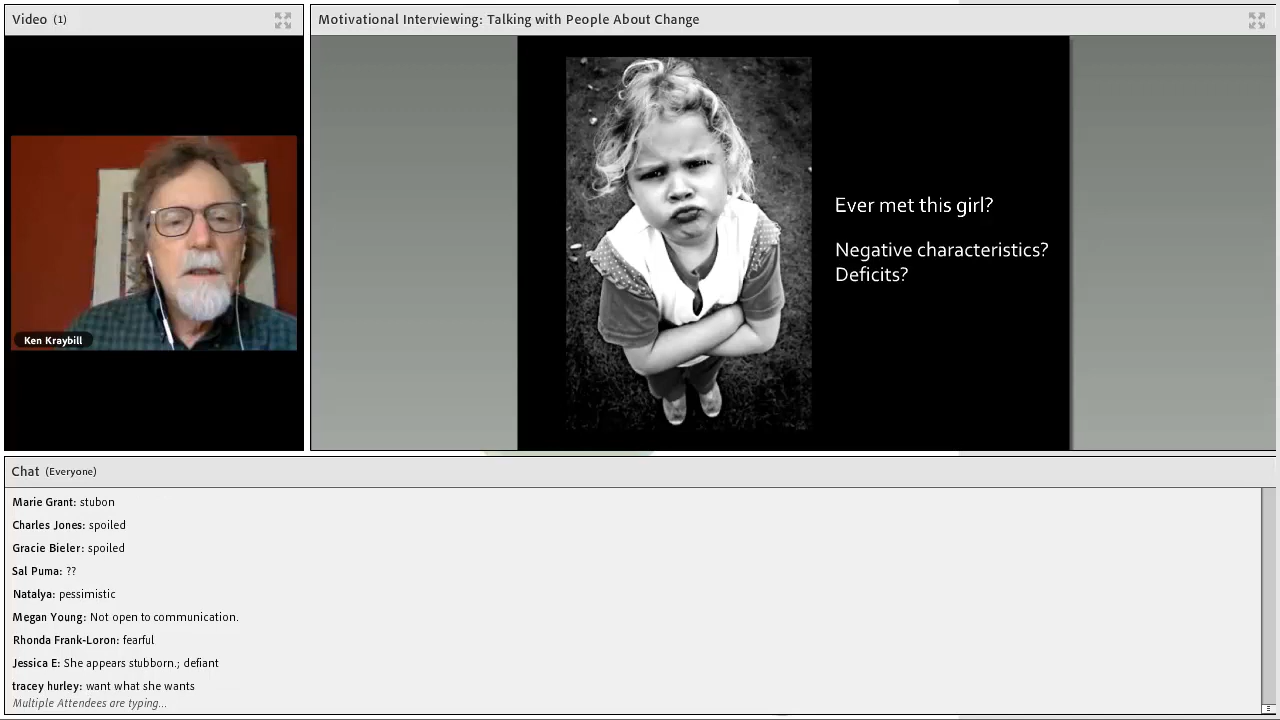 Video (1)
Motivational Interviewing: Talking with People About Change
Ken Kraybill
Ever met this girl?
Negative characteristics?
Deficits?
Chat (Everyone)
Marie Grant: stubon
Charles Jones: spoiled
Gracie Bieler: spoiled
Sal Puma: ??
Natalya: pessimistic
Megan Young: Not open to communication.
Rhonda Frank-Loron: fearful
Jessica E: She appears stubborn.; defiant
tracey hurley: want what she wants
Multiple Attendees are typing...